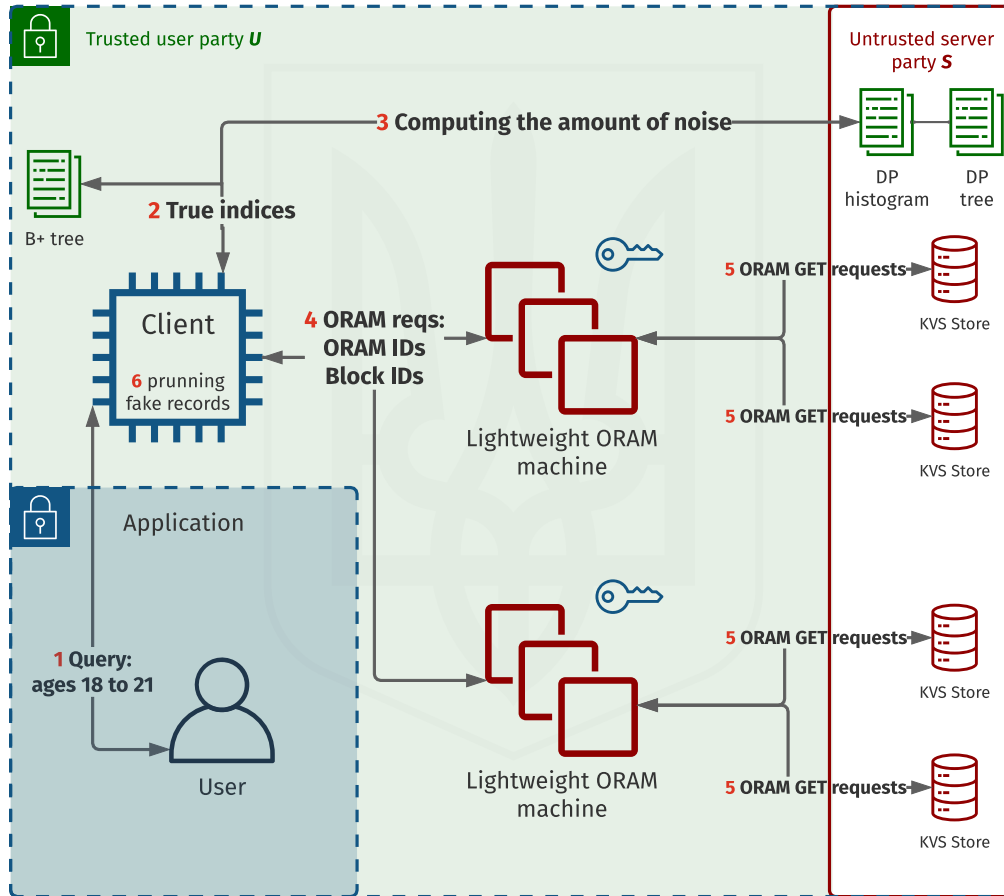 Trusted user party U
Untrusted server
party S
3 Computing the amount of noise
DP
histogram
DP
tree
B+ tree
2 True indices
Client
6 prunning
fake records
4 ORAM reqs:
ORAM IDs
Block IDs
Lightweight ORAM
machine
5 ORAM GET requests
KVS Store
5 ORAM GET requests
KVS Store
Application
1 Query:
ages 18 to 21
User
Lightweight ORAM
machine
5 ORAM GET requests
KVS Store
5 ORAM GET requests
KVS Store